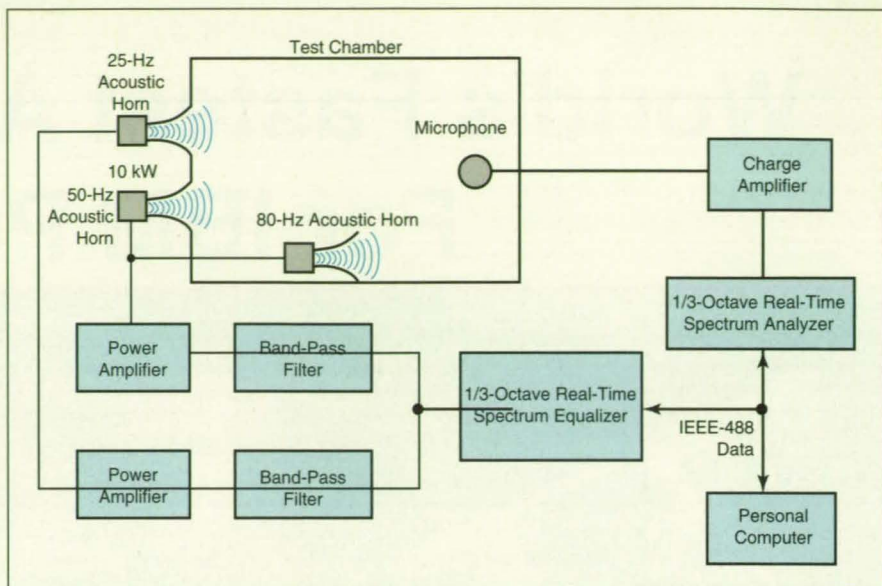 Test Chamber
25-Hz
Acoustic
Horn
10 kW
50-Hz
Acoustic
Horn
80-Hz Acoustic Horn
Microphone
Charge
Amplifier
1/3-Octave Real-Time
Spectrum Analyzer
Power
Amplifier
Band-Pass
Filter
1/3-Octave Real-Time
Spectrum Equalizer
IEEE-488
Data
Power
Amplifier
Band-Pass
Filter
Personal
Computer